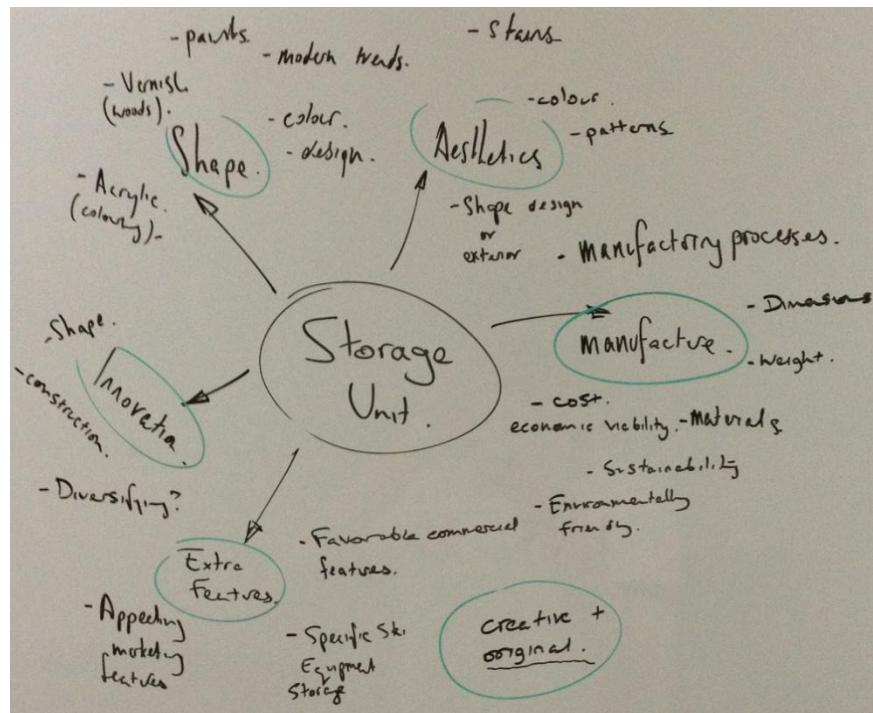 - paints.
- modern trends.
- Stains
- Varnish
(woods).
- colour.
- design.
Shape.
- Acrylic.
(colouring)-
Aesthetics
- colour.
- patterns
- Shape design
or
exterior
- manufactoring processes.
manufacture.
- Dimensions
- Weight.
- cost.
economic viability.
- Materials
- Sustainability
- Environmentally
friendly.
Storage
Unit.
- Shape.
Innovation.
- construction.
- Diversifying?
Extra
Features.
- Favorable commercial
features.
- Appealing
marketing
features
- Specific Ski
Equipment
Storage
creative +
original.